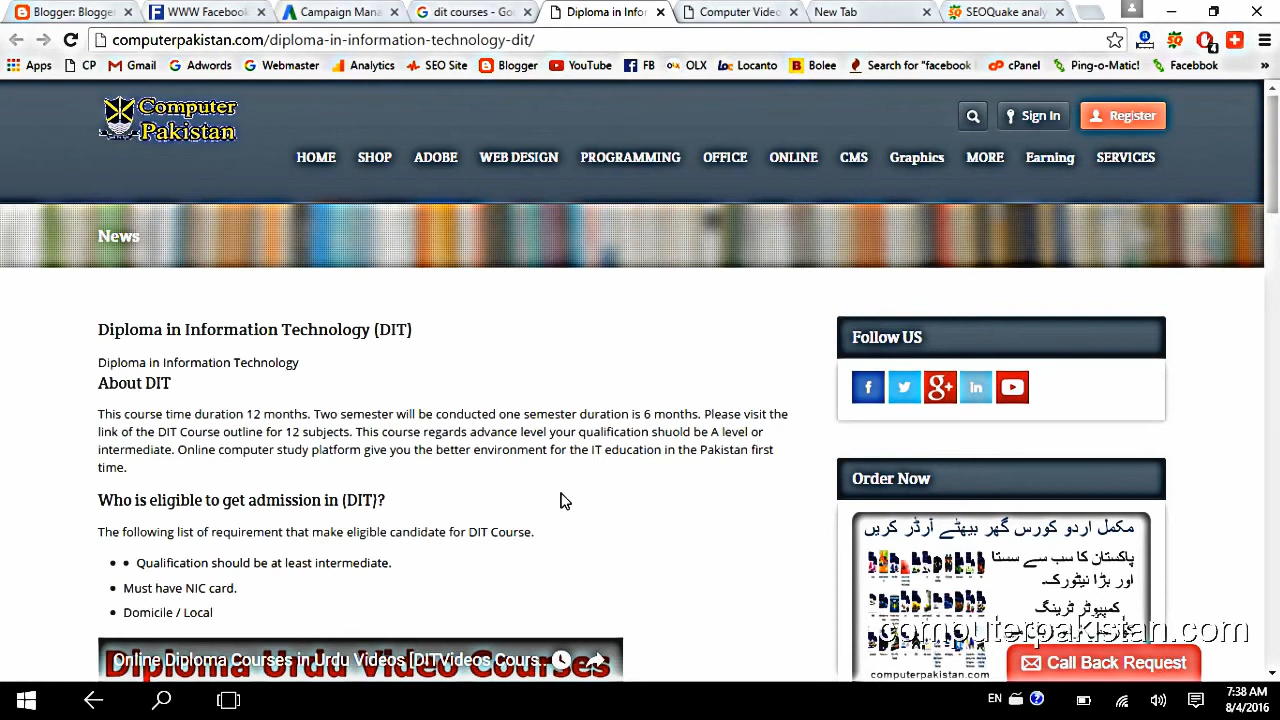 Blogger: Blogger
WWW Facebook
Campaign Mana
dit courses - Goo
Diploma in Infor
Computer Video
New Tab
SEOQuake analy
computerpakistan.com/diploma-in-information-technology-dit/
Apps
CP
Gmail
Adwords
Webmaster
Analytics
SEO Site
Blogger
YouTube
FB
OLX
Locanto
Bolee
Search for "facebook
cPanel
Ping-o-Matic!
Facebbok
Computer
Pakistan
Sign In
Register
HOME
SHOP
ADOBE
WEB DESIGN
PROGRAMMING
OFFICE
ONLINE
CMS
Graphics
MORE
Earning
SERVICES
News
Diploma in Information Technology (DIT)
Diploma in Information Technology
About DIT
This course time duration 12 months. Two semester will be conducted one semester duration is 6 months. Please visit the
link of the DIT Course outline for 12 subjects. This course regards advance level your qualification shuold be A level or
intermediate. Online computer study platform give you the better environment for the IT education in the Pakistan first
time.
Who is eligible to get admission in (DIT)?
The following list of requirement that make eligible candidate for DIT Course.
• • Qualification should be at least intermediate.
• Must have NIC card.
• Domicile / Local
Online Diploma Courses in Urdu Videos [DITVideos Cours...
Diploma Urdu Video Courses
Follow US
Order Now
مکمل اردو کورس گھر بیٹھے آرڈر کریں
پاکستان کا سب سے سستا
اور بڑا نیٹورک۔
کمپیوٹر ٹرینگ
computerpakistan.com
Call Back Request
computerpakistan.com
EN
7:38 AM
8/4/2016